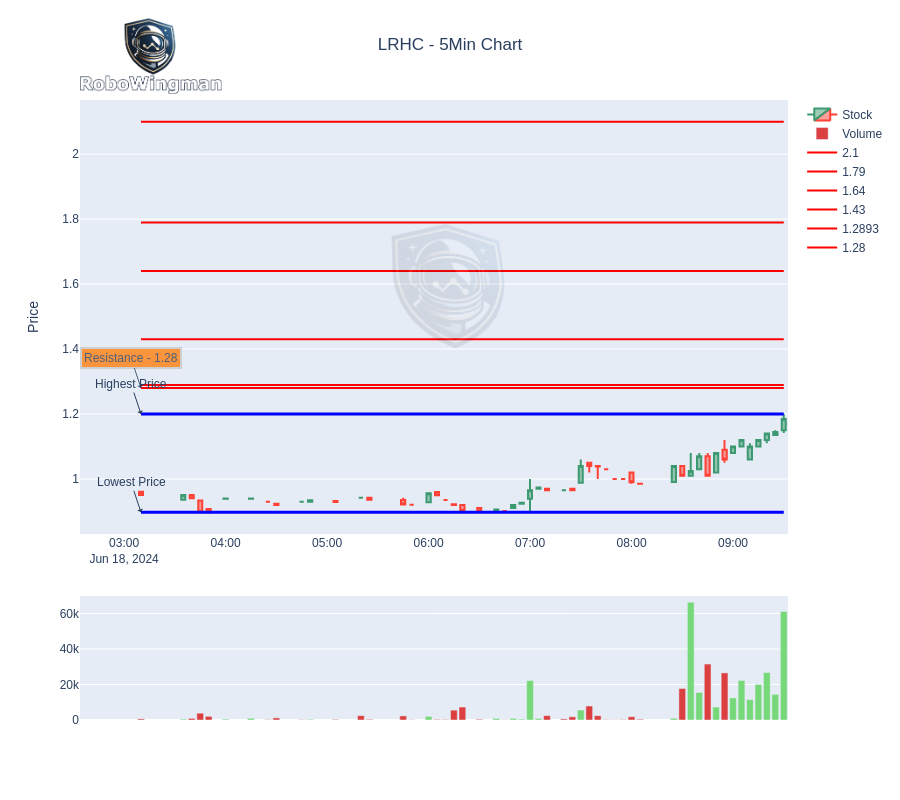 RoboWingman
LRHC - 5Min Chart
Stock
Volume
2.1
1.79
1.64
1.43
1.2893
1.28
Price
2
1.8
1.6
1.4
1.2
1
Resistance - 1.28
Highest Price
Lowest Price
03:00
04:00
05:00
06:00
07:00
08:00
09:00
Jun 18, 2024
60k
40k
20k
0